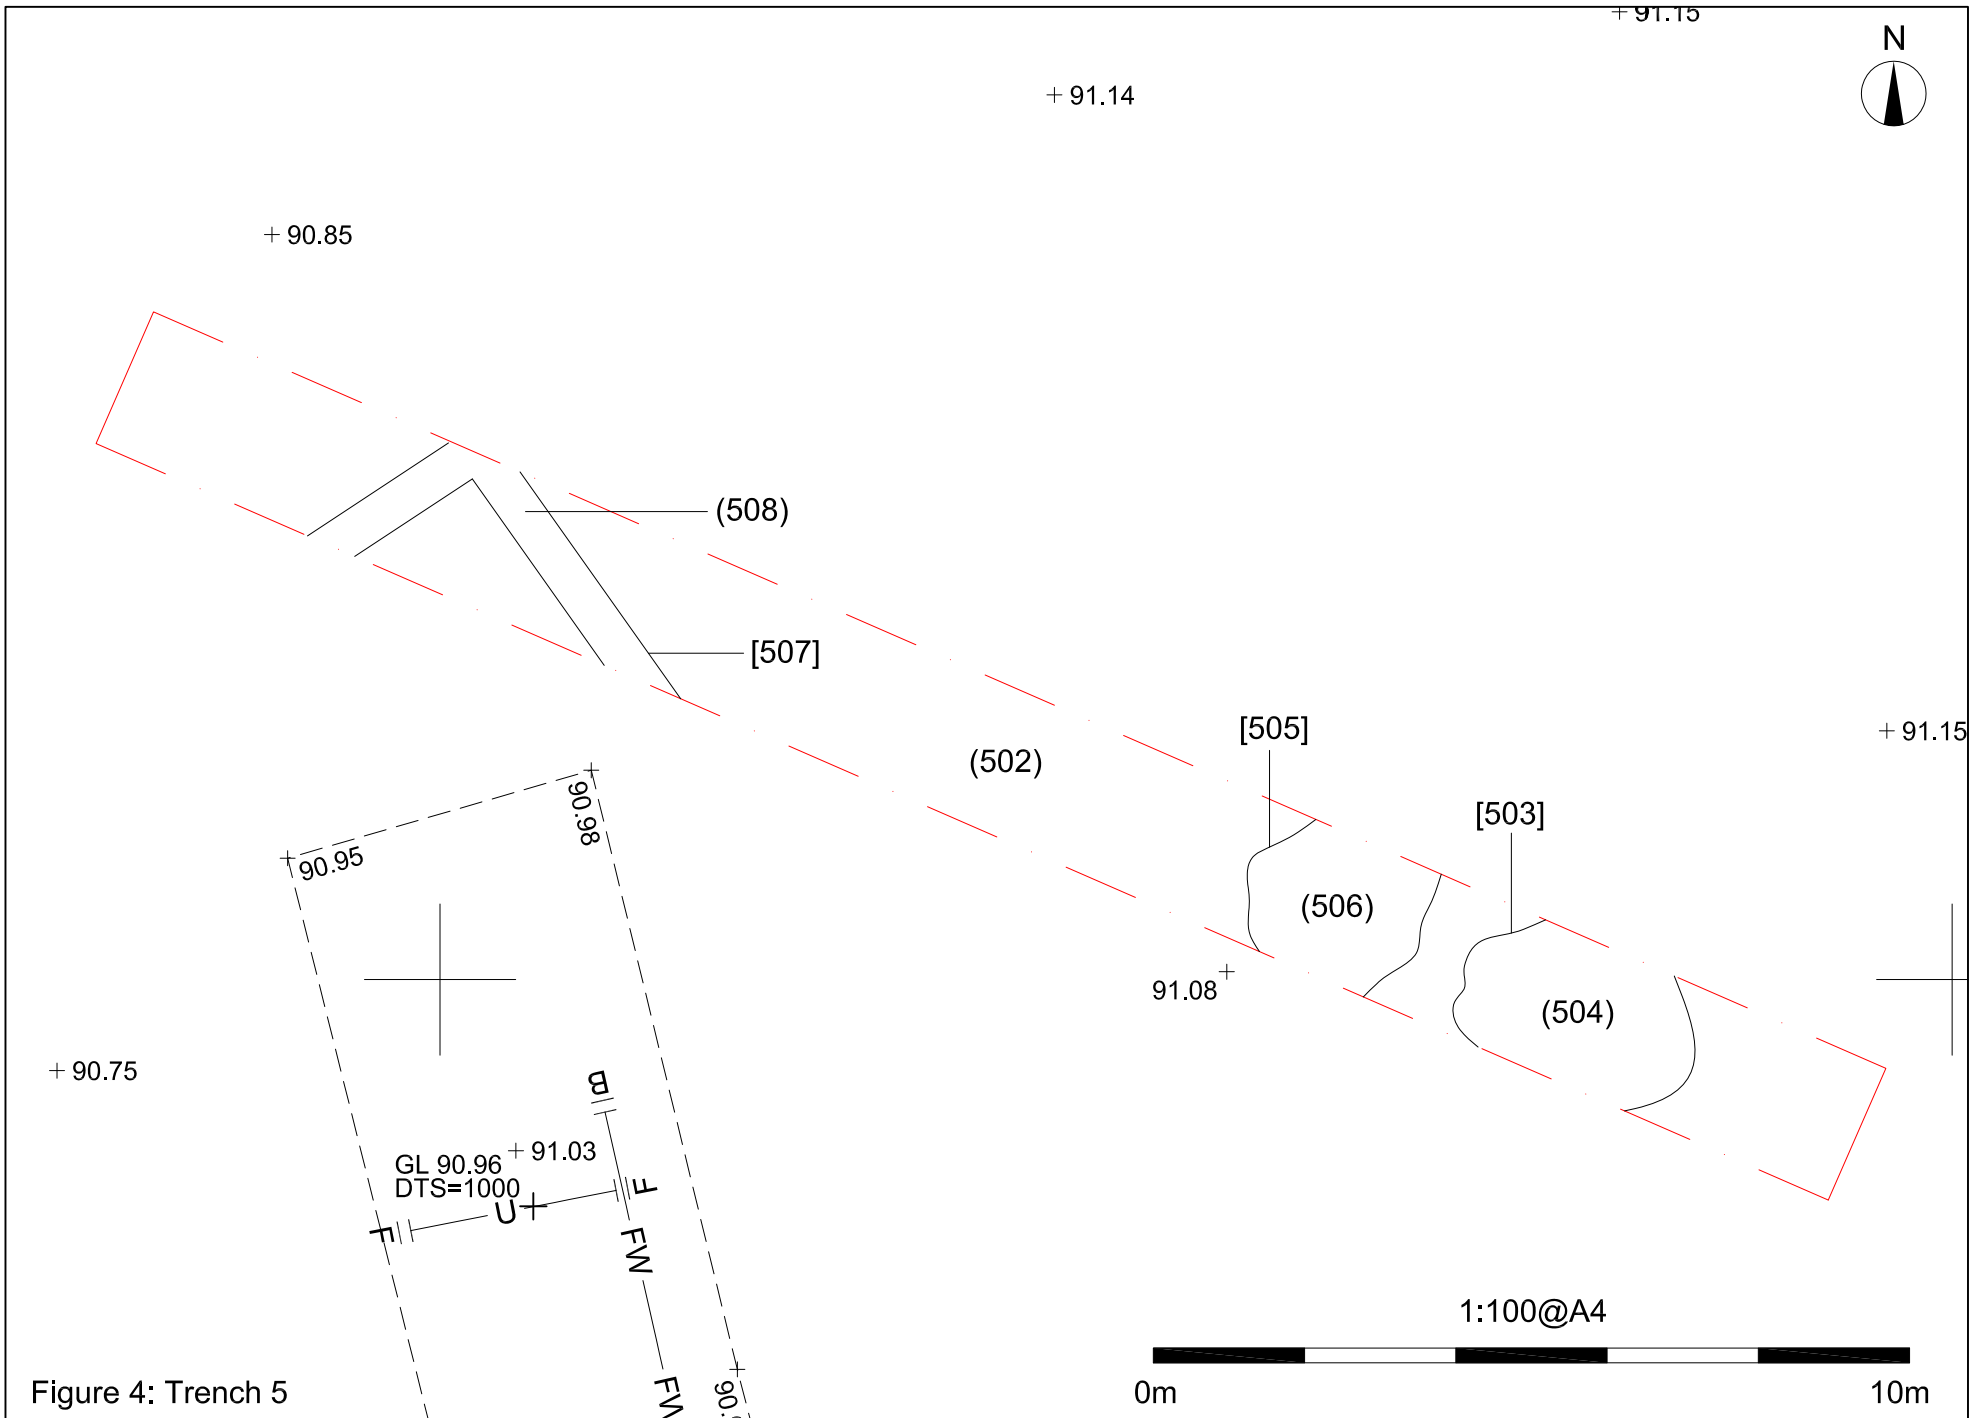 91.15
N
91.14
90.85
(508)
[507]
[505]
91.15
(502)
90.98
[503]
90.95
(506)
91.08
(504)
90.75
B
GL 90.96
91.03
DTS=1000
F
U
F
FW
1:100@A4
FW
Figure 4: Trench 5
0m
10m